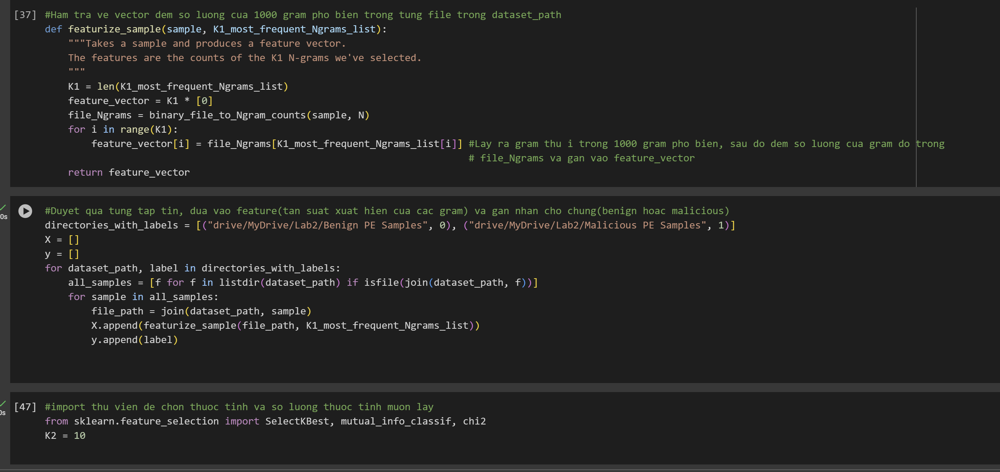 [37] #Ham tra ve vector dem so luong cua 1000 gram pho bien trong tung file trong dataset_path
def featurize_sample(sample, K1_most_frequent_Ngrams_list):
    """Takes a sample and produces a feature vector.
    The features are the counts of the K1 N-grams we've selected.
    """
    K1 = len(K1_most_frequent_Ngrams_list)
    feature_vector = K1 * [0]
    file_Ngrams = binary_file_to_Ngram_counts(sample, N)
    for i in range(K1):
        feature_vector[i] = file_Ngrams[K1_most_frequent_Ngrams_list[i]] #Lay ra gram thu i trong 1000 gram pho bien, sau do dem so luong cua gram do trong
                                                                         # file_Ngrams va gan vao feature_vector
    return feature_vector
0s
#Duyet qua tung tap tin, dua vao feature(tan suat xuat hien cua cac gram) va gan nhan cho chung(benign hoac malicious)
directories_with_labels = [("drive/MyDrive/Lab2/Benign PE Samples", 0), ("drive/MyDrive/Lab2/Malicious PE Samples", 1)]
X = []
y = []
for dataset_path, label in directories_with_labels:
    all_samples = [f for f in listdir(dataset_path) if isfile(join(dataset_path, f))]
    for sample in all_samples:
        file_path = join(dataset_path, sample)
        X.append(featurize_sample(file_path, K1_most_frequent_Ngrams_list))
        y.append(label)
0s
[47] #import thu vien de chon thuoc tinh va so luong thuoc tinh muon lay
from sklearn.feature_selection import SelectKBest, mutual_info_classif, chi2
K2 = 10